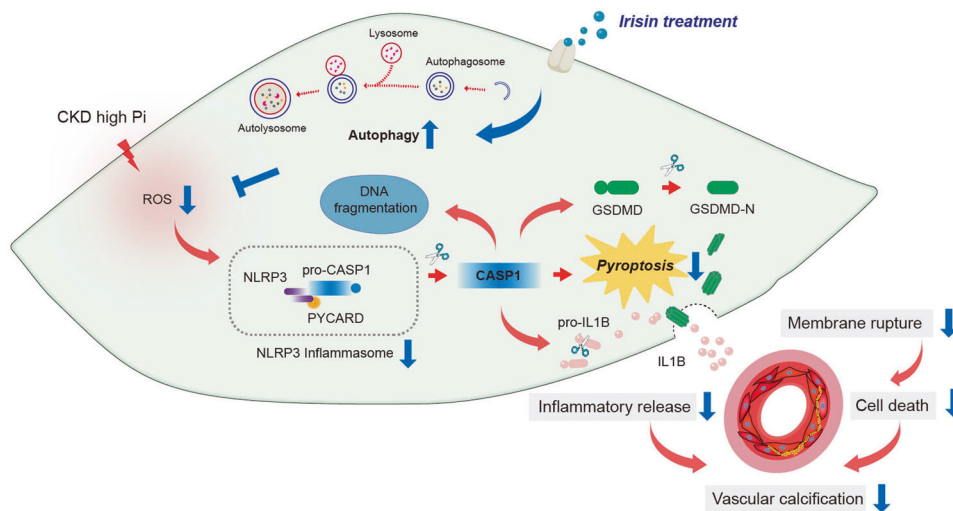 Irisin treatment
Lysosome
Autophagosome
Autolysosome
CKD high Pi
Autophagy
ROS
DNA
fragmentation
GSDMD
GSDMD-N
NLRP3
pro-CASP1
PYCARD
CASP1
Pyroptosis
NLRP3 Inflammasome
pro-IL1B
IL1B
Membrane rupture
Inflammatory release
Cell death
Vascular calcification